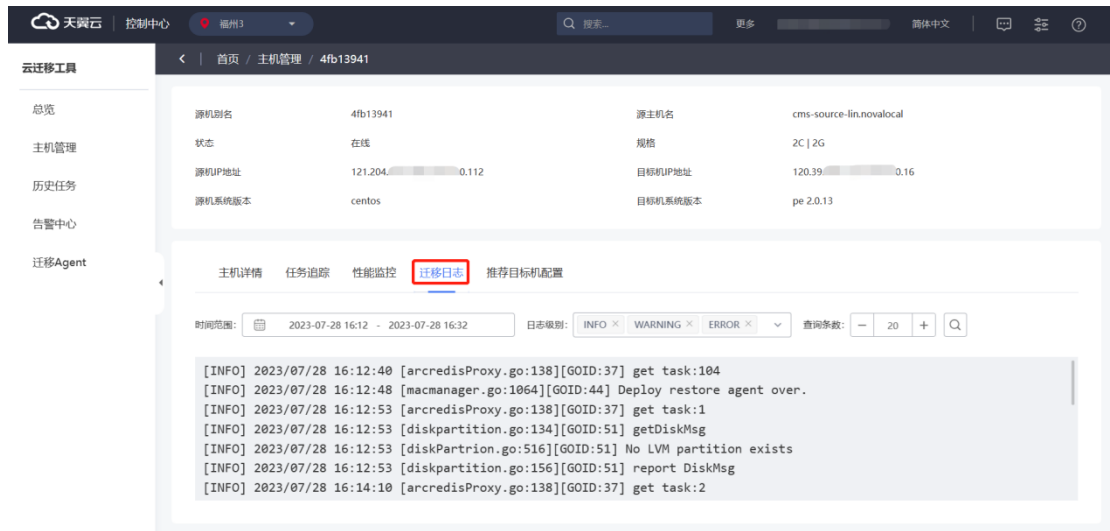 天翼云 控制中心 福州3 搜索... 更多 简体中文
云迁移工具
首页 / 主机管理 / 4fb13941
总览
主机管理
历史任务
告警中心
迁移Agent
源机别名 4fb13941 源主机名 cms-source-lin.novalocal
状态 在线 规格 2C | 2G
源机IP地址 121.204. 0.112 目标机IP地址 120.39. 0.16
源机系统版本 centos 目标机系统版本 pe 2.0.13
主机详情 任务追踪 性能监控 迁移日志 推荐目标机配置
时间范围: 2023-07-28 16:12 - 2023-07-28 16:32 日志级别: INFO × WARNING × ERROR × 查询条数: − 20 +
[INFO] 2023/07/28 16:12:40 [arcredisProxy.go:138][GOID:37] get task:104
[INFO] 2023/07/28 16:12:48 [macmanager.go:1064][GOID:44] Deploy restore agent over.
[INFO] 2023/07/28 16:12:53 [arcredisProxy.go:138][GOID:37] get task:1
[INFO] 2023/07/28 16:12:53 [diskpartition.go:134][GOID:51] getDiskMsg
[INFO] 2023/07/28 16:12:53 [diskPartrion.go:516][GOID:51] No LVM partition exists
[INFO] 2023/07/28 16:12:53 [diskpartition.go:156][GOID:51] report DiskMsg
[INFO] 2023/07/28 16:14:10 [arcredisProxy.go:138][GOID:37] get task:2